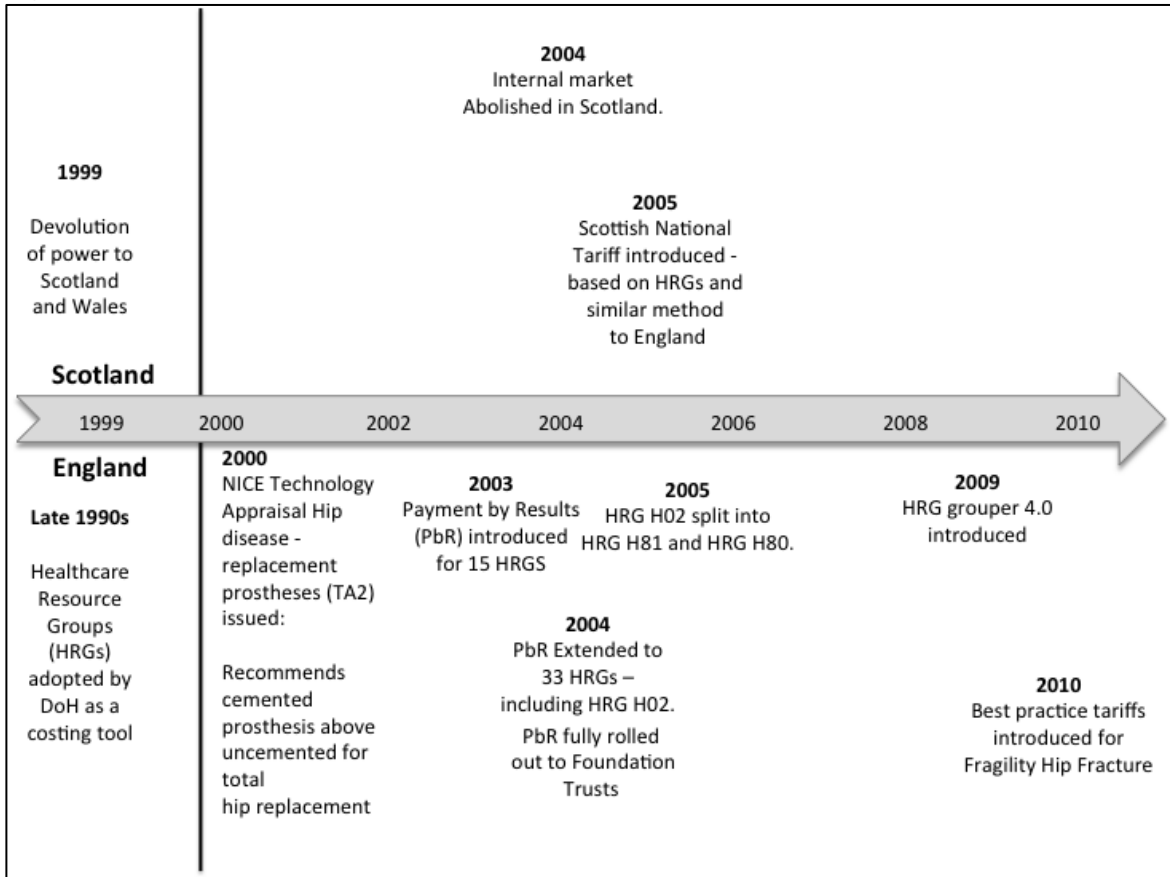 2004
Internal market
Abolished in Scotland.
1999
Devolution
of power to
Scotland
and Wales
2005
Scottish National
Tariff introduced -
based on HRGs and
similar method
to England
Scotland
1999 2000 2002 2004 2006 2008 2010
England
Late 1990s
Healthcare
Resource
Groups
(HRGs)
adopted by
DoH as a
costing tool
2000
NICE Technology
Appraisal Hip
disease -
replacement
prostheses (TA2)
issued:
Recommends
cemented
prosthesis above
uncemented for
total
hip replacement
2003
Payment by Results
(PbR) introduced
for 15 HRGS
2004
PbR Extended to
33 HRGs –
including HRG H02.
PbR fully rolled
out to Foundation
Trusts
2005
HRG H02 split into
HRG H81 and HRG H80.
2009
HRG grouper 4.0
introduced
2010
Best practice tariffs
introduced for
Fragility Hip Fracture